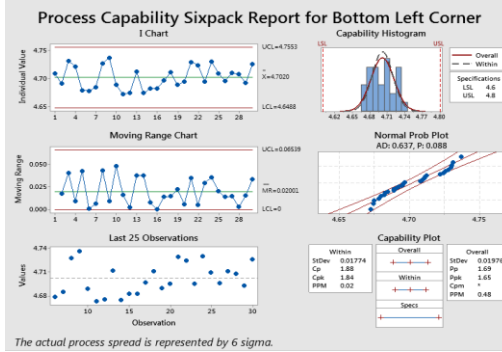 Process Capability Sixpack Report for Bottom Left Corner
I Chart
Individual Value
4.75
4.70
4.65
UCL=4.7553
X=4.7020
LCL=4.6488
1 4 7 10 13 16 19 22 25 28
Capability Histogram
LSL USL
Overall
Within
Specifications
LSL 4.6
USL 4.8
4.62 4.65 4.68 4.71 4.74 4.77 4.80
Moving Range Chart
Moving Range
0.050
0.025
0.000
UCL=0.06539
MR=0.02001
LCL=0
1 4 7 10 13 16 19 22 25 28
Normal Prob Plot
AD: 0.637, P: 0.088
4.65 4.70 4.75
Last 25 Observations
Values
4.74
4.71
4.68
10 15 20 25 30
Observation
Capability Plot
Within
StDev 0.01774
Cp 1.88
Cpk 1.84
PPM 0.02
Overall
Within
Specs
Overall
StDev 0.01976
Pp 1.69
Ppk 1.65
Cpm *
PPM 0.48
The actual process spread is represented by 6 sigma.